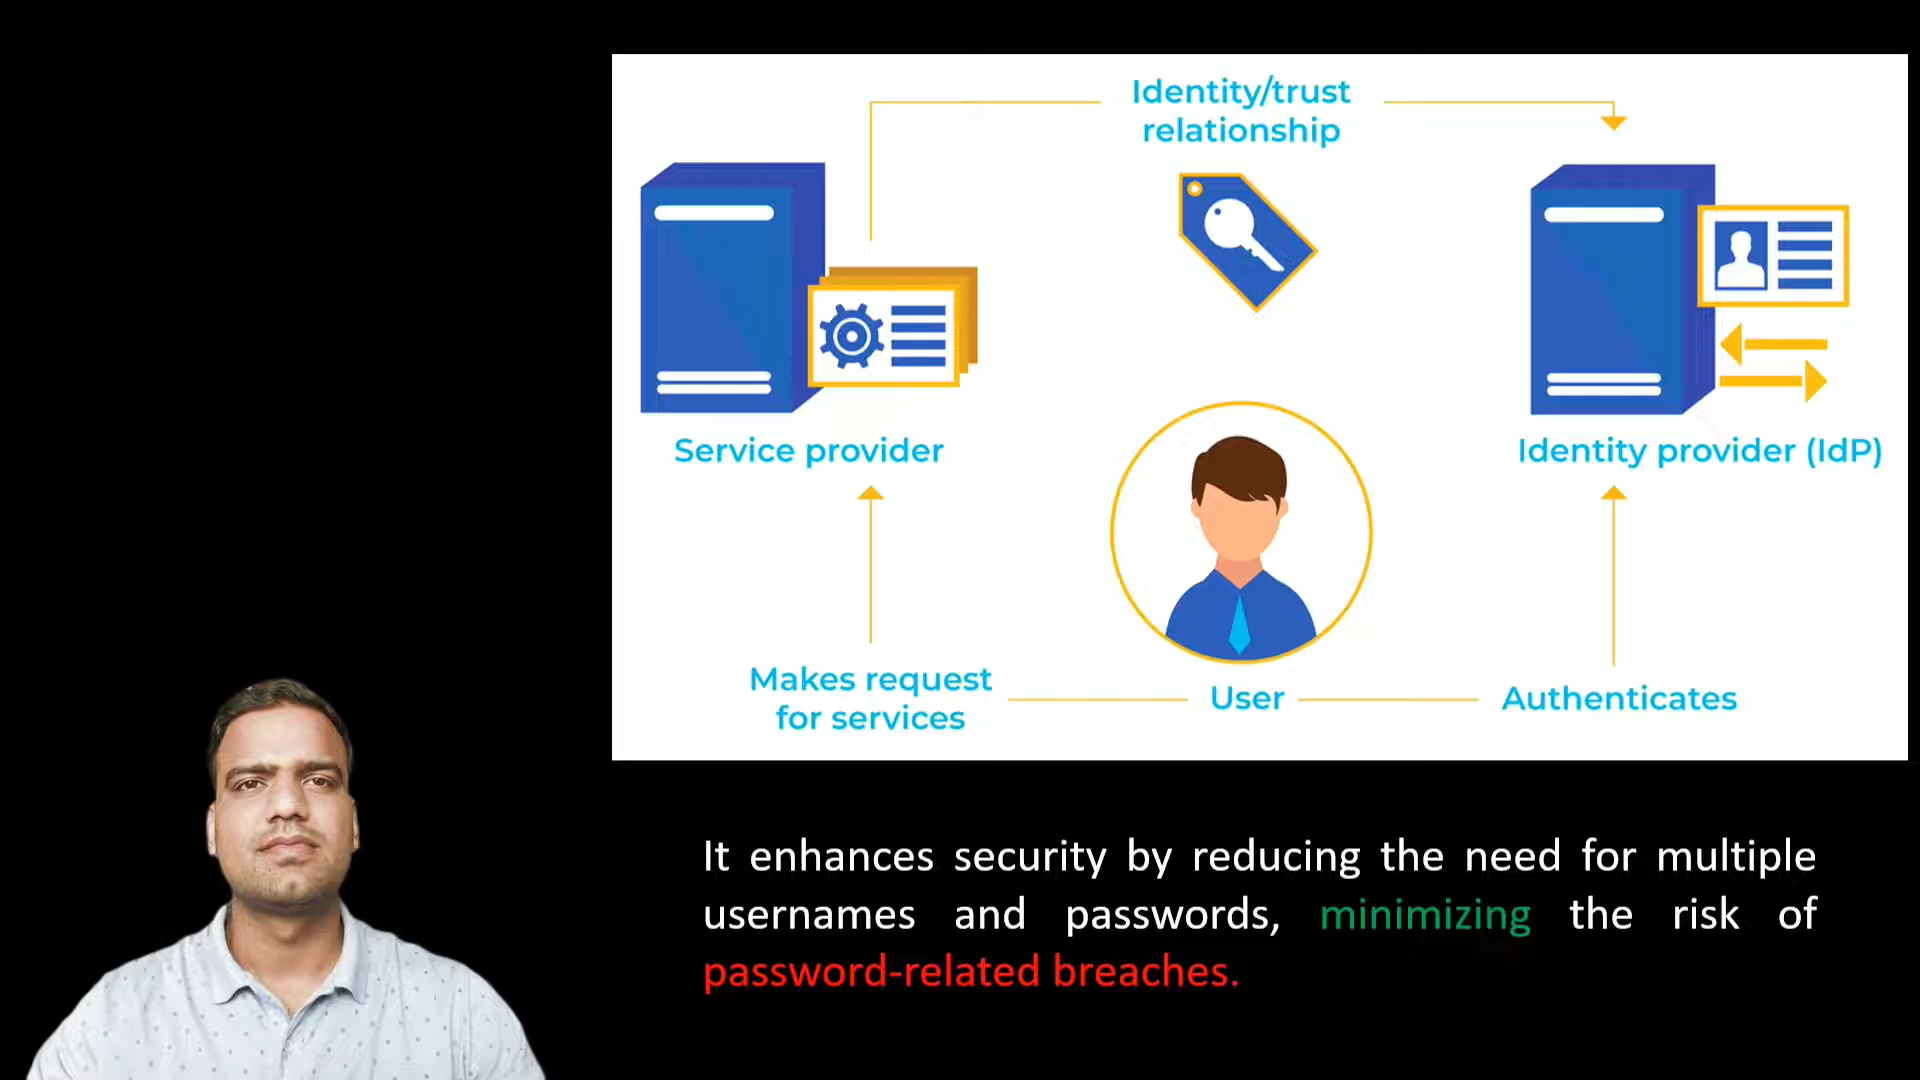 Identity/trust
relationship
Service provider
Identity provider (IdP)
Makes request
for services
User
Authenticates
It enhances security by reducing the need for multiple
usernames and passwords, minimizing the risk of
password-related breaches.